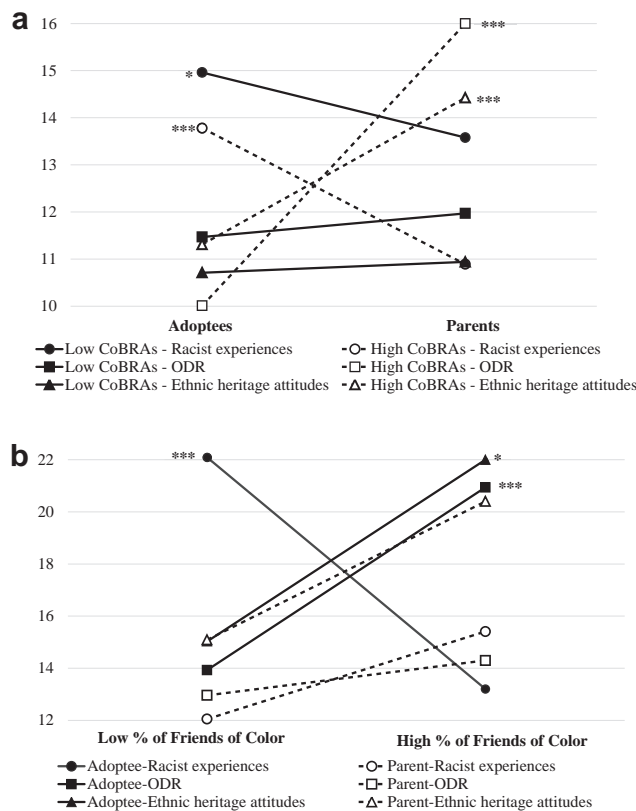 a
16
***
15
*
***
14
***
13
12
11
10
Adoptees Parents
Low CoBRAs - Racist experiences High CoBRAs - Racist experiences
Low CoBRAs - ODR High CoBRAs - ODR
Low CoBRAs - Ethnic heritage attitudes High CoBRAs - Ethnic heritage attitudes
b
22
*** *
***
20
18
16
14
12
Low % of Friends of Color High % of Friends of Color
Adoptee-Racist experiences Parent-Racist experiences
Adoptee-ODR Parent-ODR
Adoptee-Ethnic heritage attitudes Parent-Ethnic heritage attitudes